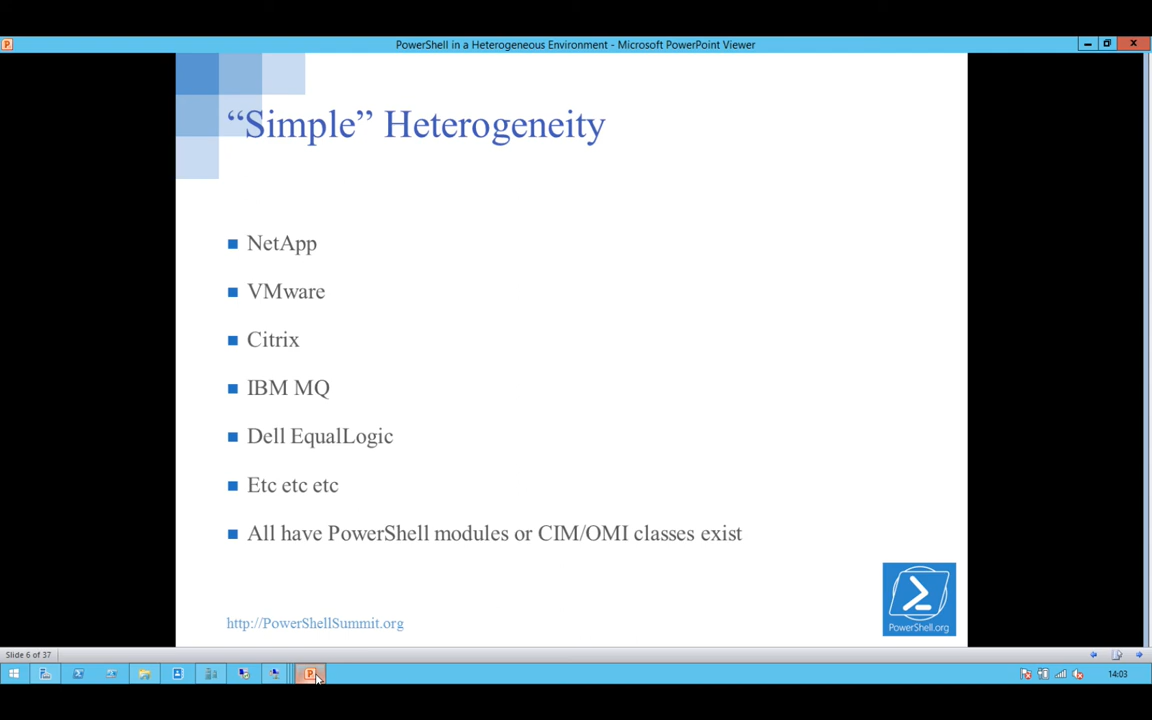 PowerShell in a Heterogeneous Environment - Microsoft PowerPoint Viewer
“Simple” Heterogeneity
NetApp
VMware
Citrix
IBM MQ
Dell EqualLogic
Etc etc etc
All have PowerShell modules or CIM/OMI classes exist
PowerShell.org
http://PowerShellSummit.org
Slide 6 of 37
14:03